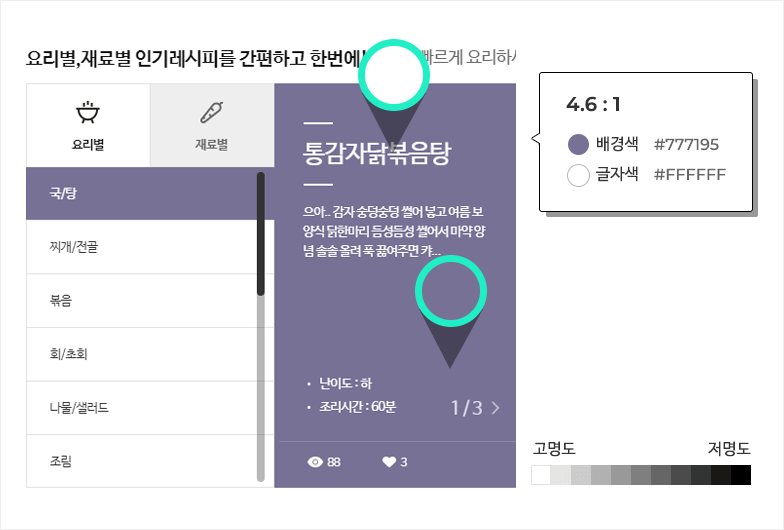 요리별,재료별 인기레시피를 간편하고 한번에 빠르게 요리하
요리별
재료별
국/탕
찌개/전골
볶음
회/초회
나물/샐러드
조림
통감자닭볶음탕
으아.. 감자 숭덩숭덩 썰어 넣고 여름 보
양식 닭한마리 듬성듬성 썰어서 마약 양
념 솔솔 올려 푹 끓여주면 캬...
• 난이도 : 하
• 조리시간 : 60분
1/3
88
3
4.6 : 1
배경색 #777195
글자색 #FFFFFF
고명도
저명도